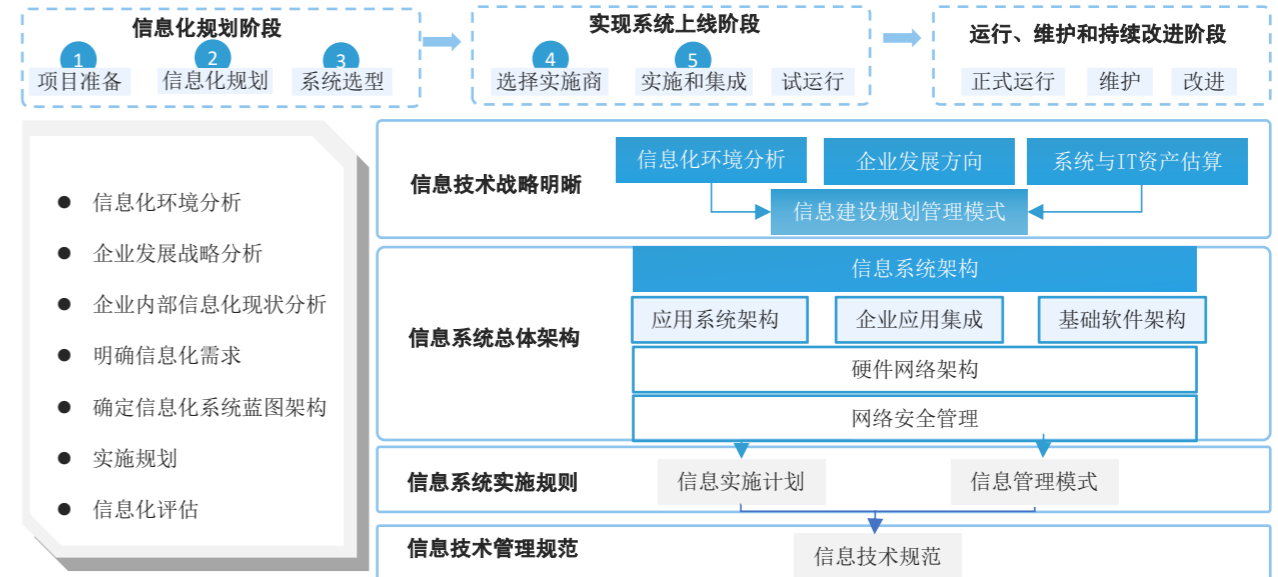 信息化规划阶段
1
2
3
项目准备
信息化规划
系统选型
实现系统上线阶段
4
5
选择实施商
实施和集成
试运行
运行、维护和持续改进阶段
正式运行
维护
改进
信息化环境分析
企业发展战略分析
企业内部信息化现状分析
明确信息化需求
确定信息化系统蓝图架构
实施规划
信息化评估
信息技术战略明晰
信息化环境分析
企业发展方向
系统与IT资产估算
信息建设规划管理模式
信息系统总体架构
信息系统架构
应用系统架构
企业应用集成
基础软件架构
硬件网络架构
网络安全管理
信息系统实施规则
信息实施计划
信息管理模式
信息技术管理规范
信息技术规范